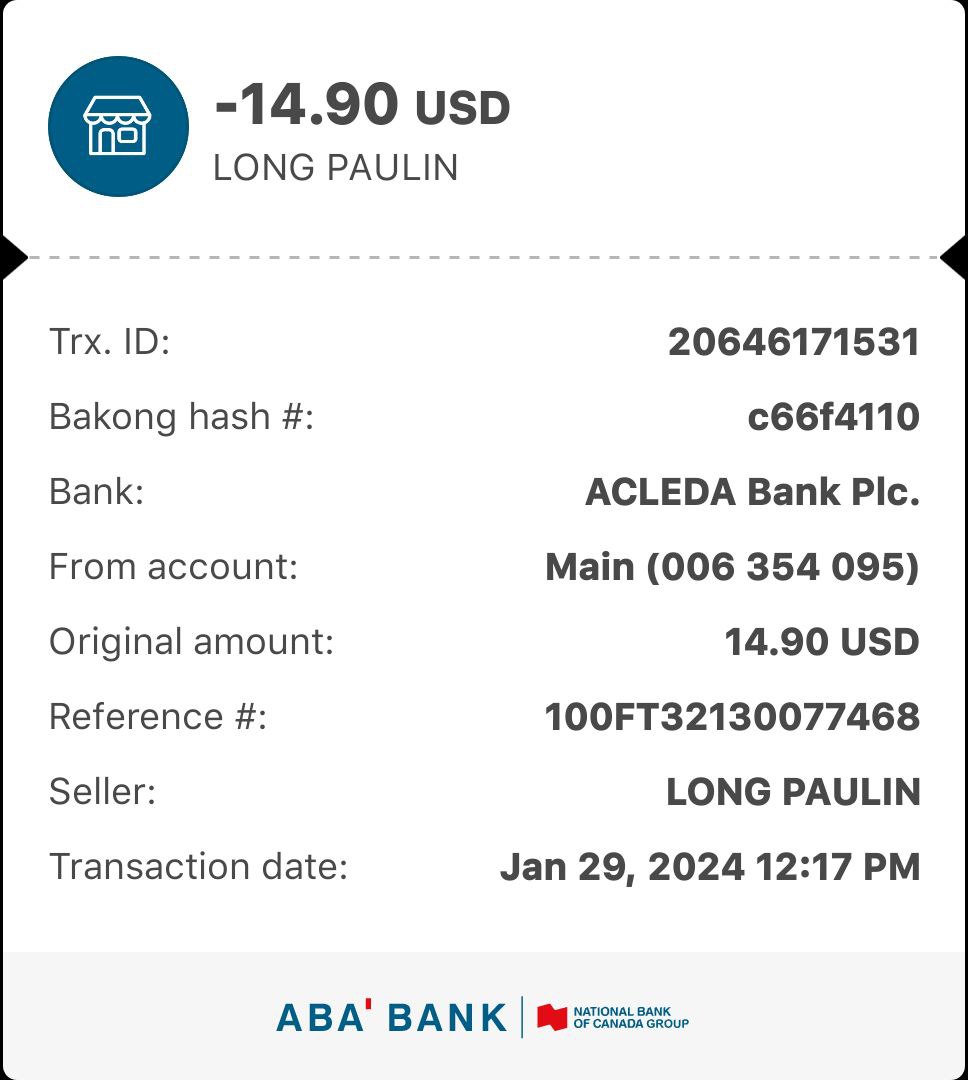 -14.90 USD
LONG PAULIN
Trx. ID: 20646171531
Bakong hash #: c66f4110
Bank: ACLEDA Bank Plc.
From account: Main (006 354 095)
Original amount: 14.90 USD
Reference #: 100FT32130077468
Seller: LONG PAULIN
Transaction date: Jan 29, 2024 12:17 PM
ABA' BANK
NATIONAL BANK
OF CANADA GROUP